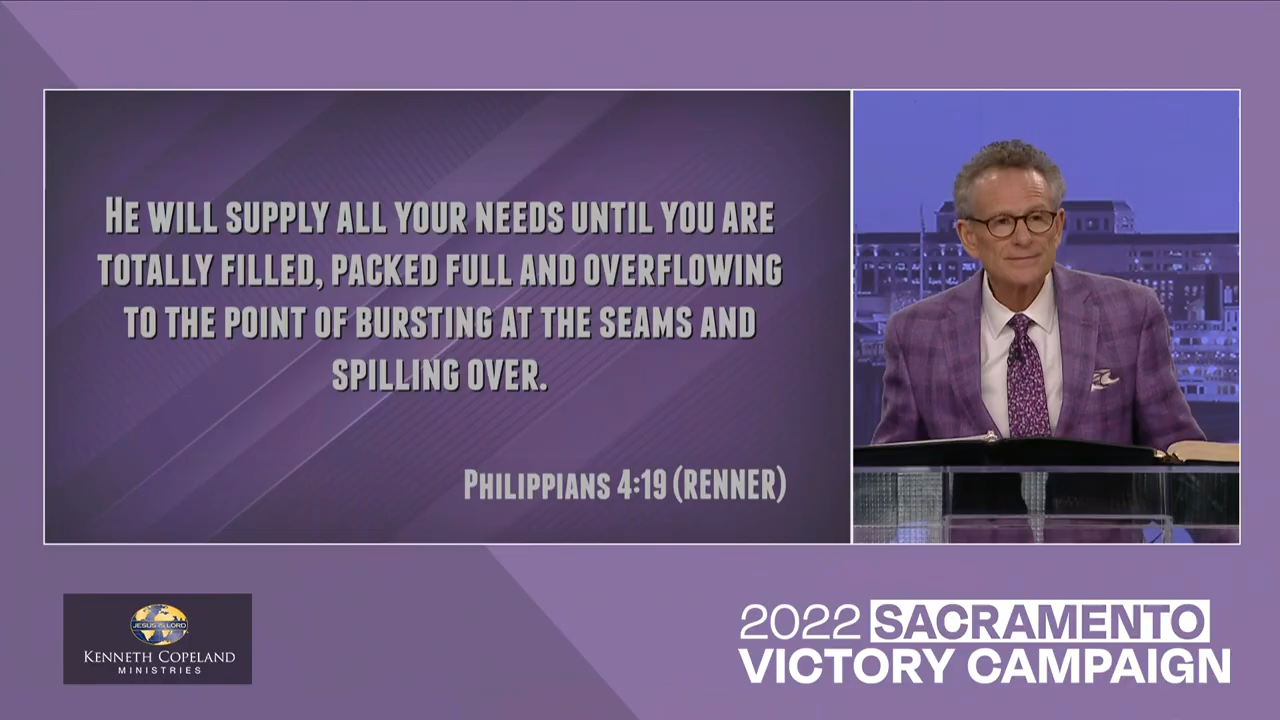 HE WILL SUPPLY ALL YOUR NEEDS UNTIL YOU ARE
TOTALLY FILLED, PACKED FULL AND OVERFLOWING
TO THE POINT OF BURSTING AT THE SEAMS AND
SPILLING OVER.
PHILIPPIANS 4:19 (RENNER)
JESUS IS LORD
KENNETH COPELAND
MINISTRIES
2022 SACRAMENTO
VICTORY CAMPAIGN